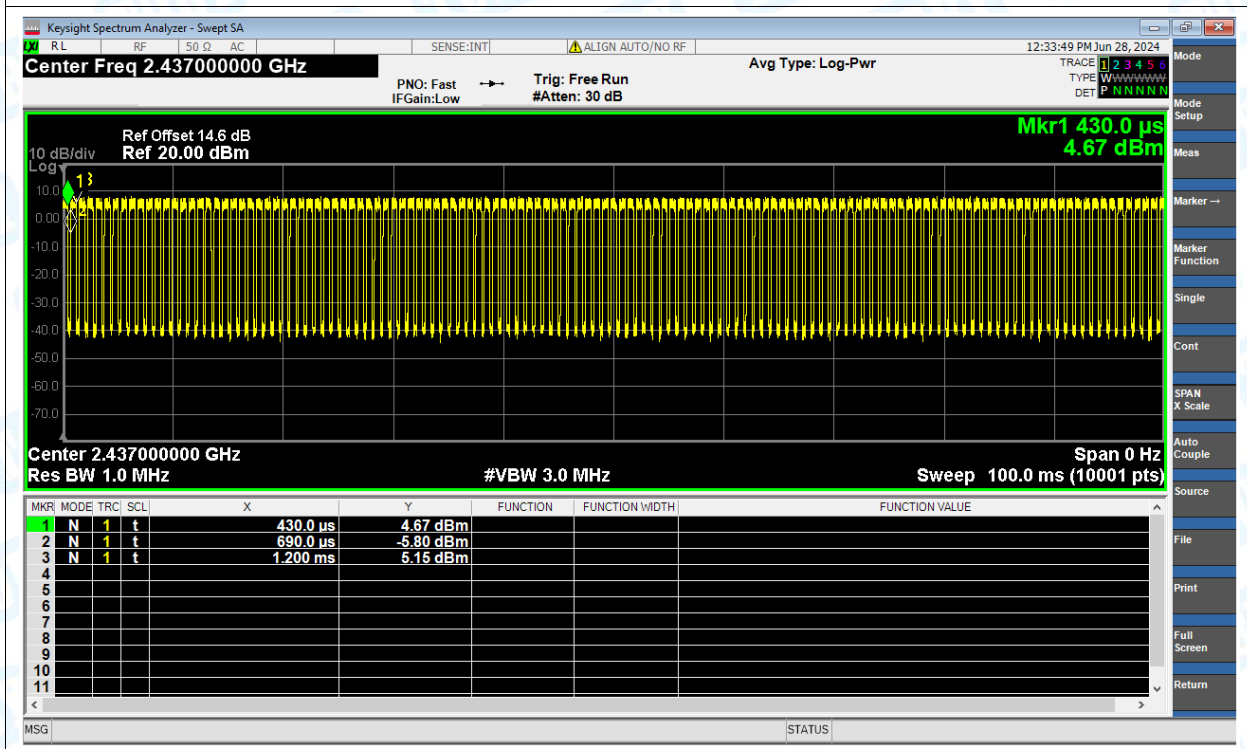 Keysight Spectrum Analyzer - Swept SA
LXI RL RF 50 Ω AC SENSE:INT ALIGN AUTO/NO RF 12:33:49 PM Jun 28, 2024
Center Freq 2.437000000 GHz
Avg Type: Log-Pwr
TRACE 1 2 3 4 5 6
TYPE WWWWWW
DET P N N N N N
PNO: Fast
IFGain:Low
Trig: Free Run
#Atten: 30 dB
Mkr1 430.0 µs
4.67 dBm
Ref Offset 14.6 dB
10 dB/div Ref 20.00 dBm
Log
1 3
2
10.0
0.00
-10.0
-20.0
-30.0
-40.0
-50.0
-60.0
-70.0
Center 2.437000000 GHz Span 0 Hz
Res BW 1.0 MHz #VBW 3.0 MHz Sweep 100.0 ms (10001 pts)
MKR MODE TRC SCL X Y FUNCTION FUNCTION WIDTH FUNCTION VALUE
1 N 1 t 430.0 µs 4.67 dBm
2 N 1 t 690.0 µs -5.80 dBm
3 N 1 t 1.200 ms 5.15 dBm
4
5
6
7
8
9
10
11
MSG STATUS
Mode
Mode
Setup
Meas
Marker →
Marker
Function
Single
Cont
SPAN
X Scale
Auto
Couple
Source
File
Print
Full
Screen
Return